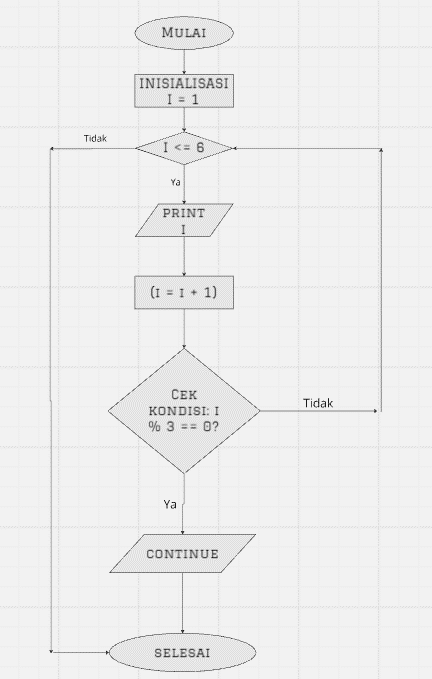 Mulai
INISIALISASI
I = 1
Tidak
I <= 6
Ya
PRINT
I
(I = I + 1)
Cek
kondisi: I
% 3 == 0?
Tidak
Ya
CONTINUE
SELESAI